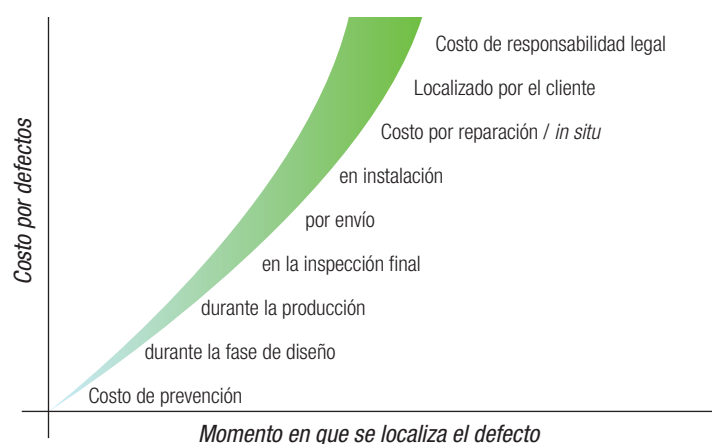 Costo de responsabilidad legal
Localizado por el cliente
Costo por reparación / in situ
en instalación
por envío
en la inspección final
durante la producción
durante la fase de diseño
Costo de prevención
Costo por defectos
Momento en que se localiza el defecto